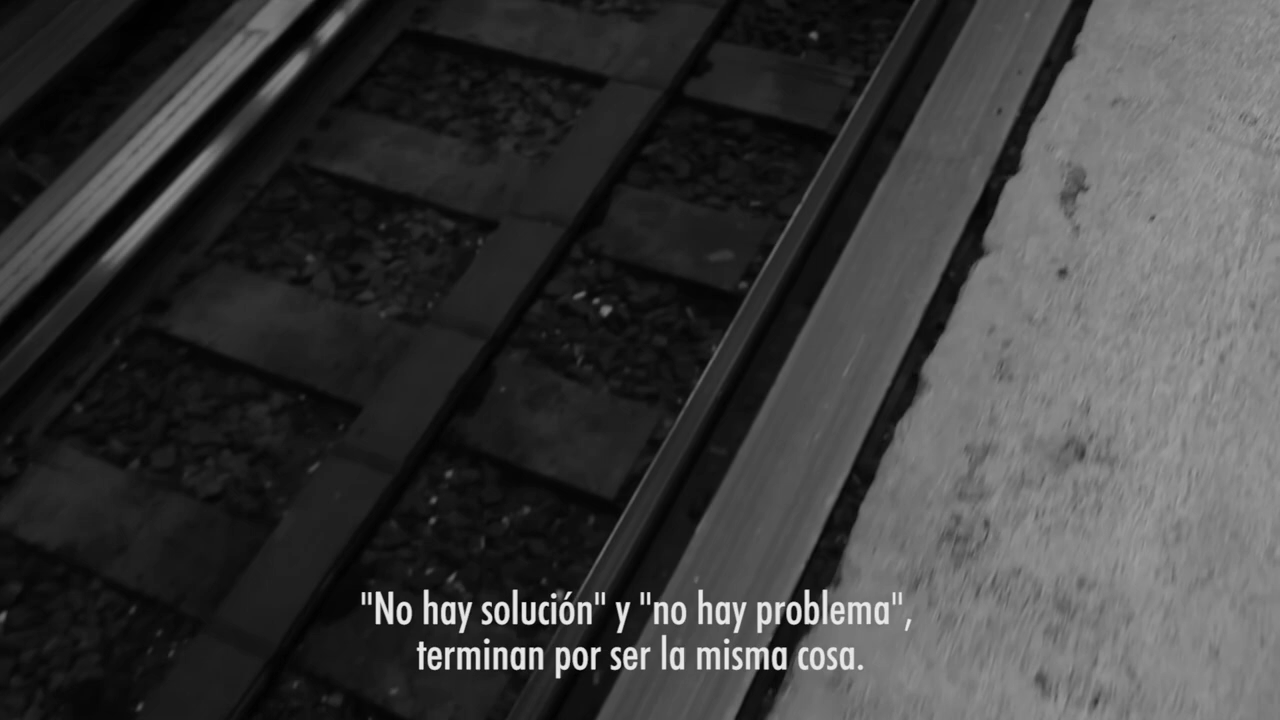 "No hay solución" y "no hay problema",
terminan por ser la misma cosa.